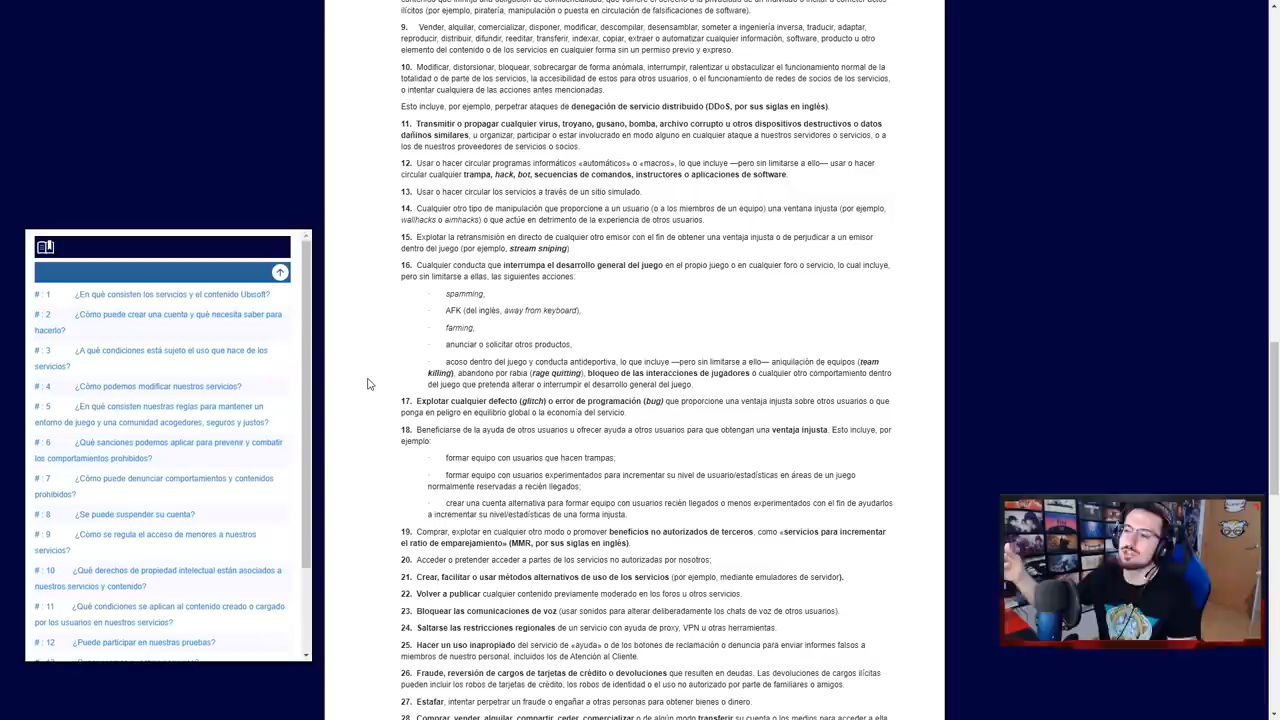 ilícitos (por ejemplo, piratería, manipulación o puesta en circulación de falsificaciones de software).
9. Vender, alquilar, comercializar, disponer, modificar, descompilar, desensamblar, someter a ingeniería inversa, traducir, adaptar,
reproducir, distribuir, difundir, reeditar, transferir, indexar, copiar, extraer o automatizar cualquier información, software, producto u otro
elemento del contenido o de los servicios en cualquier forma sin un permiso previo y expreso.
10. Modificar, distorsionar, bloquear, sobrecargar de forma anómala, interrumpir, ralentizar u obstaculizar el funcionamiento normal de la
totalidad o de parte de los servicios, la accesibilidad de estos para otros usuarios, o el funcionamiento de redes de socios de los servicios,
o intentar cualquiera de las acciones antes mencionadas.
Esto incluye, por ejemplo, perpetrar ataques de denegación de servicio distribuido (DDoS, por sus siglas en inglés).
11. Transmitir o propagar cualquier virus, troyano, gusano, bomba, archivo corrupto u otros dispositivos destructivos o datos
dañinos similares, u organizar, participar o estar involucrado en modo alguno en cualquier ataque a nuestros servidores o servicios, o a
los de nuestros proveedores de servicios o socios.
12. Usar o hacer circular programas informáticos «automáticos» o «macros», lo que incluye —pero sin limitarse a ello— usar o hacer
circular cualquier trampa, hack, bot, secuencias de comandos, instructores o aplicaciones de software.
13. Usar o hacer circular los servicios a través de un sitio simulado.
14. Cualquier otro tipo de manipulación que proporcione a un usuario (o a los miembros de un equipo) una ventana injusta (por ejemplo,
wallhacks o aimhacks) o que actúe en detrimento de la experiencia de otros usuarios.
15. Explotar la retransmisión en directo de cualquier otro emisor con el fin de obtener una ventaja injusta o de perjudicar a un emisor
dentro del juego (por ejemplo, stream sniping)
16. Cualquier conducta que interrumpa el desarrollo general del juego en el propio juego o en cualquier foro o servicio, lo cual incluye,
pero sin limitarse a ellas, las siguientes acciones:
· spamming,
· AFK (del inglés, away from keyboard),
· farming,
· anunciar o solicitar otros productos,
· acoso dentro del juego y conducta antideportiva, lo que incluye —pero sin limitarse a ello— aniquilación de equipos (team
killing), abandono por rabia (rage quitting), bloqueo de las interacciones de jugadores o cualquier otro comportamiento dentro
del juego que pretenda alterar o interrumpir el desarrollo general del juego.
17. Explotar cualquier defecto (glitch) o error de programación (bug) que proporcione una ventaja injusta sobre otros usuarios o que
ponga en peligro en equilibrio global o la economía del servicio.
18. Beneficiarse de la ayuda de otros usuarios u ofrecer ayuda a otros usuarios para que obtengan una ventaja injusta. Esto incluye, por
ejemplo:
· formar equipo con usuarios que hacen trampas;
· formar equipo con usuarios experimentados para incrementar su nivel de usuario/estadísticas en áreas de un juego
normalmente reservadas a recién llegados;
· crear una cuenta alternativa para formar equipo con usuarios recién llegados o menos experimentados con el fin de ayudarlos
a incrementar su nivel/estadísticas de una forma injusta.
19. Comprar, explotar en cualquier otro modo o promover beneficios no autorizados de terceros, como «servicios para incrementar
el ratio de emparejamiento» (MMR, por sus siglas en inglés).
20. Acceder o pretender acceder a partes de los servicios no autorizadas por nosotros;
21. Crear, facilitar o usar métodos alternativos de uso de los servicios (por ejemplo, mediante emuladores de servidor).
22. Volver a publicar cualquier contenido previamente moderado en los foros u otros servicios.
23. Bloquear las comunicaciones de voz (usar sonidos para alterar deliberadamente los chats de voz de otros usuarios).
24. Saltarse las restricciones regionales de un servicio con ayuda de proxy, VPN u otras herramientas.
25. Hacer un uso inapropiado del servicio de «ayuda» o de los botones de reclamación o denuncia para enviar informes falsos a
miembros de nuestro personal, incluidos los de Atención al Cliente.
26. Fraude, reversión de cargos de tarjetas de crédito o devoluciones que resulten en deudas. Las devoluciones de cargos ilícitas
pueden incluir los robos de tarjetas de crédito, los robos de identidad o el uso no autorizado por parte de familiares o amigos.
27. Estafar, intentar perpetrar un fraude o engañar a otras personas para obtener bienes o dinero.
28. Comprar, vender, alquilar, compartir, ceder, comercializar o de algún modo transferir su cuenta o los medios para acceder a ella
# : 1 ¿En qué consisten los servicios y el contenido Ubisoft?
# : 2 ¿Cómo puede crear una cuenta y qué necesita saber para
hacerlo?
# : 3 ¿A qué condiciones está sujeto el uso que hace de los
servicios?
# : 4 ¿Cómo podemos modificar nuestros servicios?
# : 5 ¿En qué consisten nuestras reglas para mantener un
entorno de juego y una comunidad acogedores, seguros y justos?
# : 6 ¿Qué sanciones podemos aplicar para prevenir y combatir
los comportamientos prohibidos?
# : 7 ¿Cómo puede denunciar comportamientos y contenidos
prohibidos?
# : 8 ¿Se puede suspender su cuenta?
# : 9 ¿Cómo se regula el acceso de menores a nuestros
servicios?
# : 10 ¿Qué derechos de propiedad intelectual están asociados a
nuestros servicios y contenido?
# : 11 ¿Qué condiciones se aplican al contenido creado o cargado
por los usuarios en nuestros servicios?
# : 12 ¿Puede participar en nuestras pruebas?